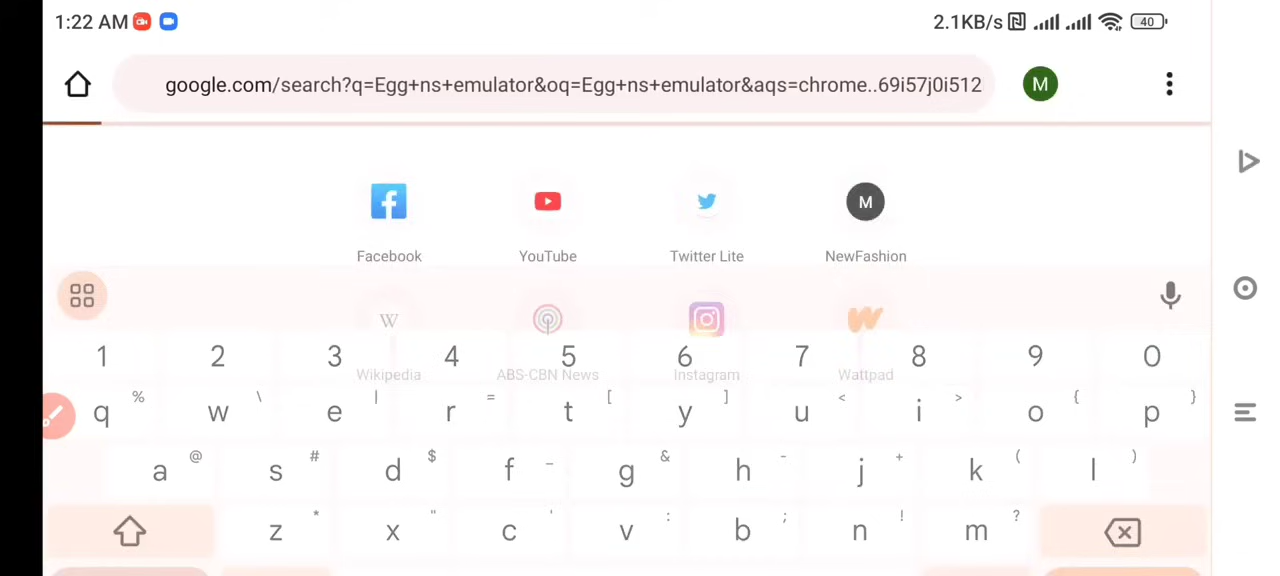 1:22 AM
2.1KB/s
40
google.com/search?q=Egg+ns+emulator&oq=Egg+ns+emulator&aqs=chrome..69i57j0i512
M
M
Facebook YouTube Twitter Lite NewFashion
W
Wikipedia ABS-CBN News Instagram Wattpad
1 2 3 4 5 6 7 8 9 0
% \ | = [ ] < > { }
q w e r t y u i o p
@ # $ _ & - + ( )
a s d f g h j k l
* " ' : ; ! ?
z x c v b n m